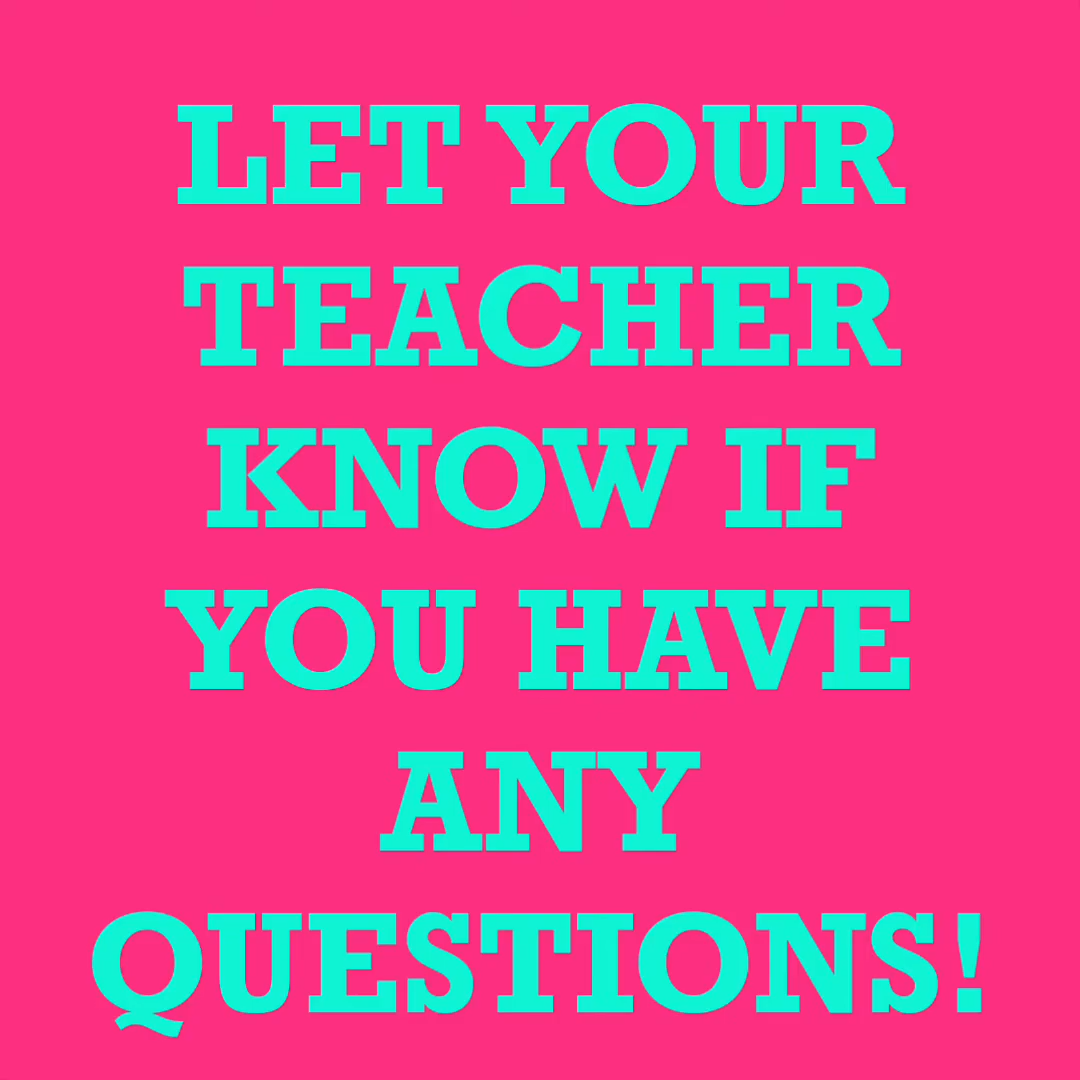 LET YOUR
TEACHER
KNOW IF
YOU HAVE
ANY
QUESTIONS!